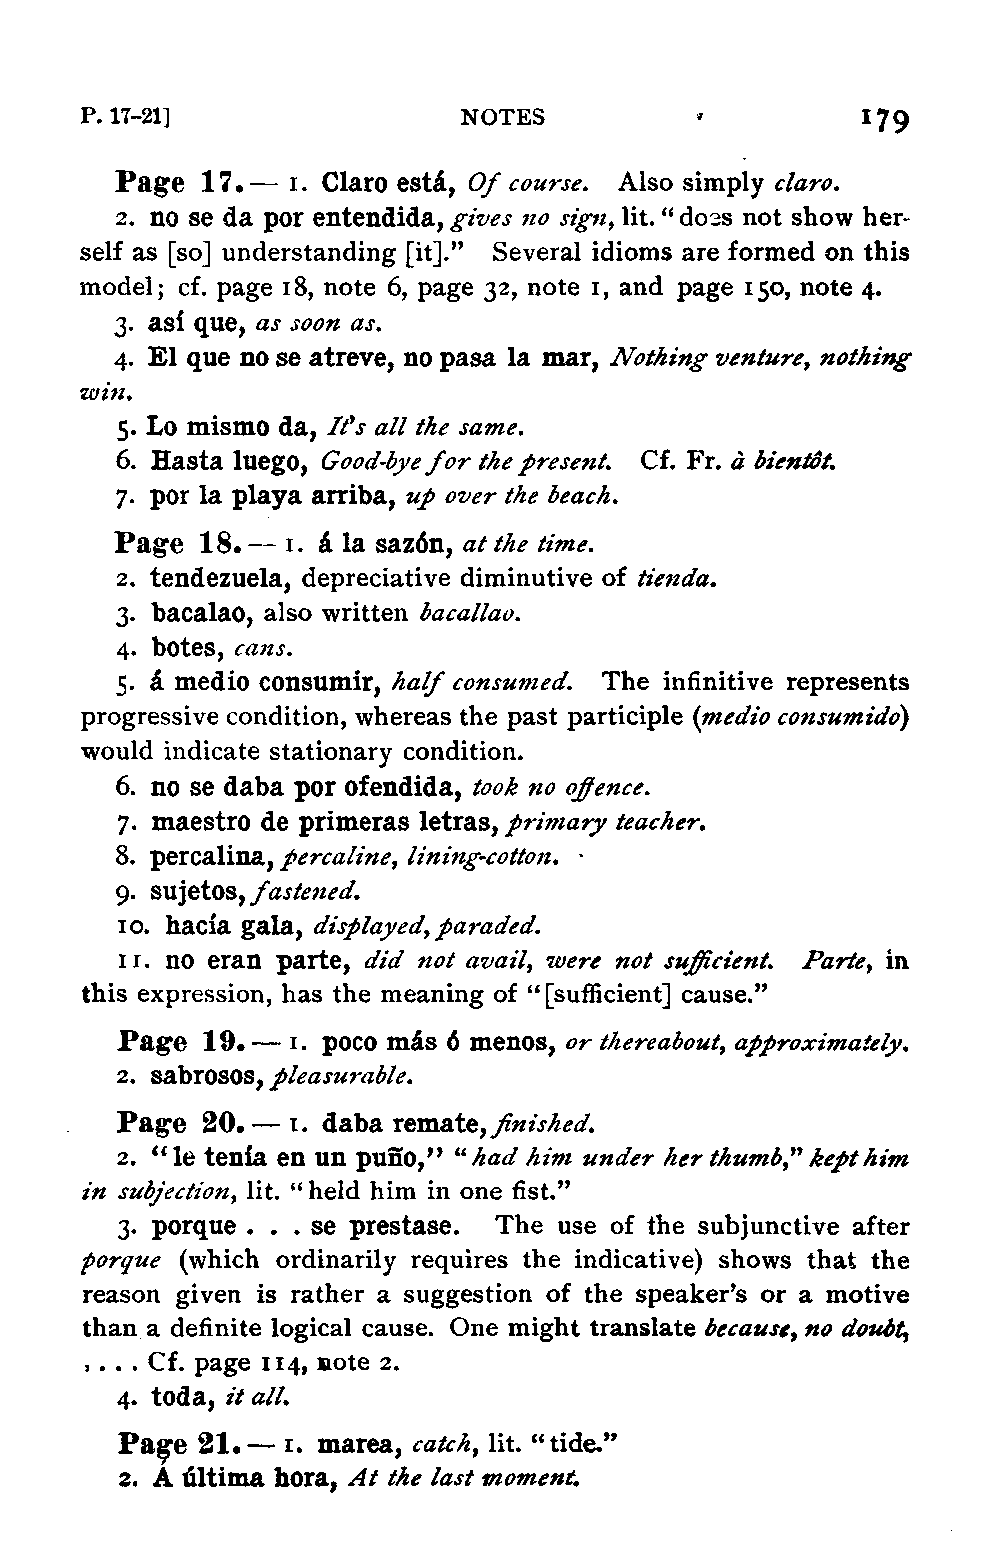 P. 17–21] NOTES 179
Page 17.— 1. Claro está, Of course. Also simply claro.
2. no se da por entendida, gives no sign, lit. "does not show her-
self as [so] understanding [it]." Several idioms are formed on this
model; cf. page 18, note 6, page 32, note 1, and page 150, note 4.
3. así que, as soon as.
4. El que no se atreve, no pasa la mar, Nothing venture, nothing
win.
5. Lo mismo da, It's all the same.
6. Hasta luego, Good-bye for the present. Cf. Fr. à bientôt.
7. por la playa arriba, up over the beach.
Page 18.— 1. á la sazón, at the time.
2. tendezuela, depreciative diminutive of tienda.
3. bacalao, also written bacallao.
4. botes, cans.
5. á medio consumir, half consumed. The infinitive represents
progressive condition, whereas the past participle (medio consumido)
would indicate stationary condition.
6. no se daba por ofendida, took no offence.
7. maestro de primeras letras, primary teacher.
8. percalina, percaline, lining-cotton.
9. sujetos, fastened.
10. hacía gala, displayed, paraded.
11. no eran parte, did not avail, were not sufficient. Parte, in
this expression, has the meaning of "[sufficient] cause."
Page 19.— 1. poco más ó menos, or thereabout, approximately.
2. sabrosos, pleasurable.
Page 20.— 1. daba remate, finished.
2. "le tenía en un puño," "had him under her thumb," kept him
in subjection, lit. "held him in one fist."
3. porque . . . se prestase. The use of the subjunctive after
porque (which ordinarily requires the indicative) shows that the
reason given is rather a suggestion of the speaker's or a motive
than a definite logical cause. One might translate because, no doubt,
, . . . Cf. page 114, note 2.
4. toda, it all.
Page 21.— 1. marea, catch, lit. "tide."
2. Á última hora, At the last moment.